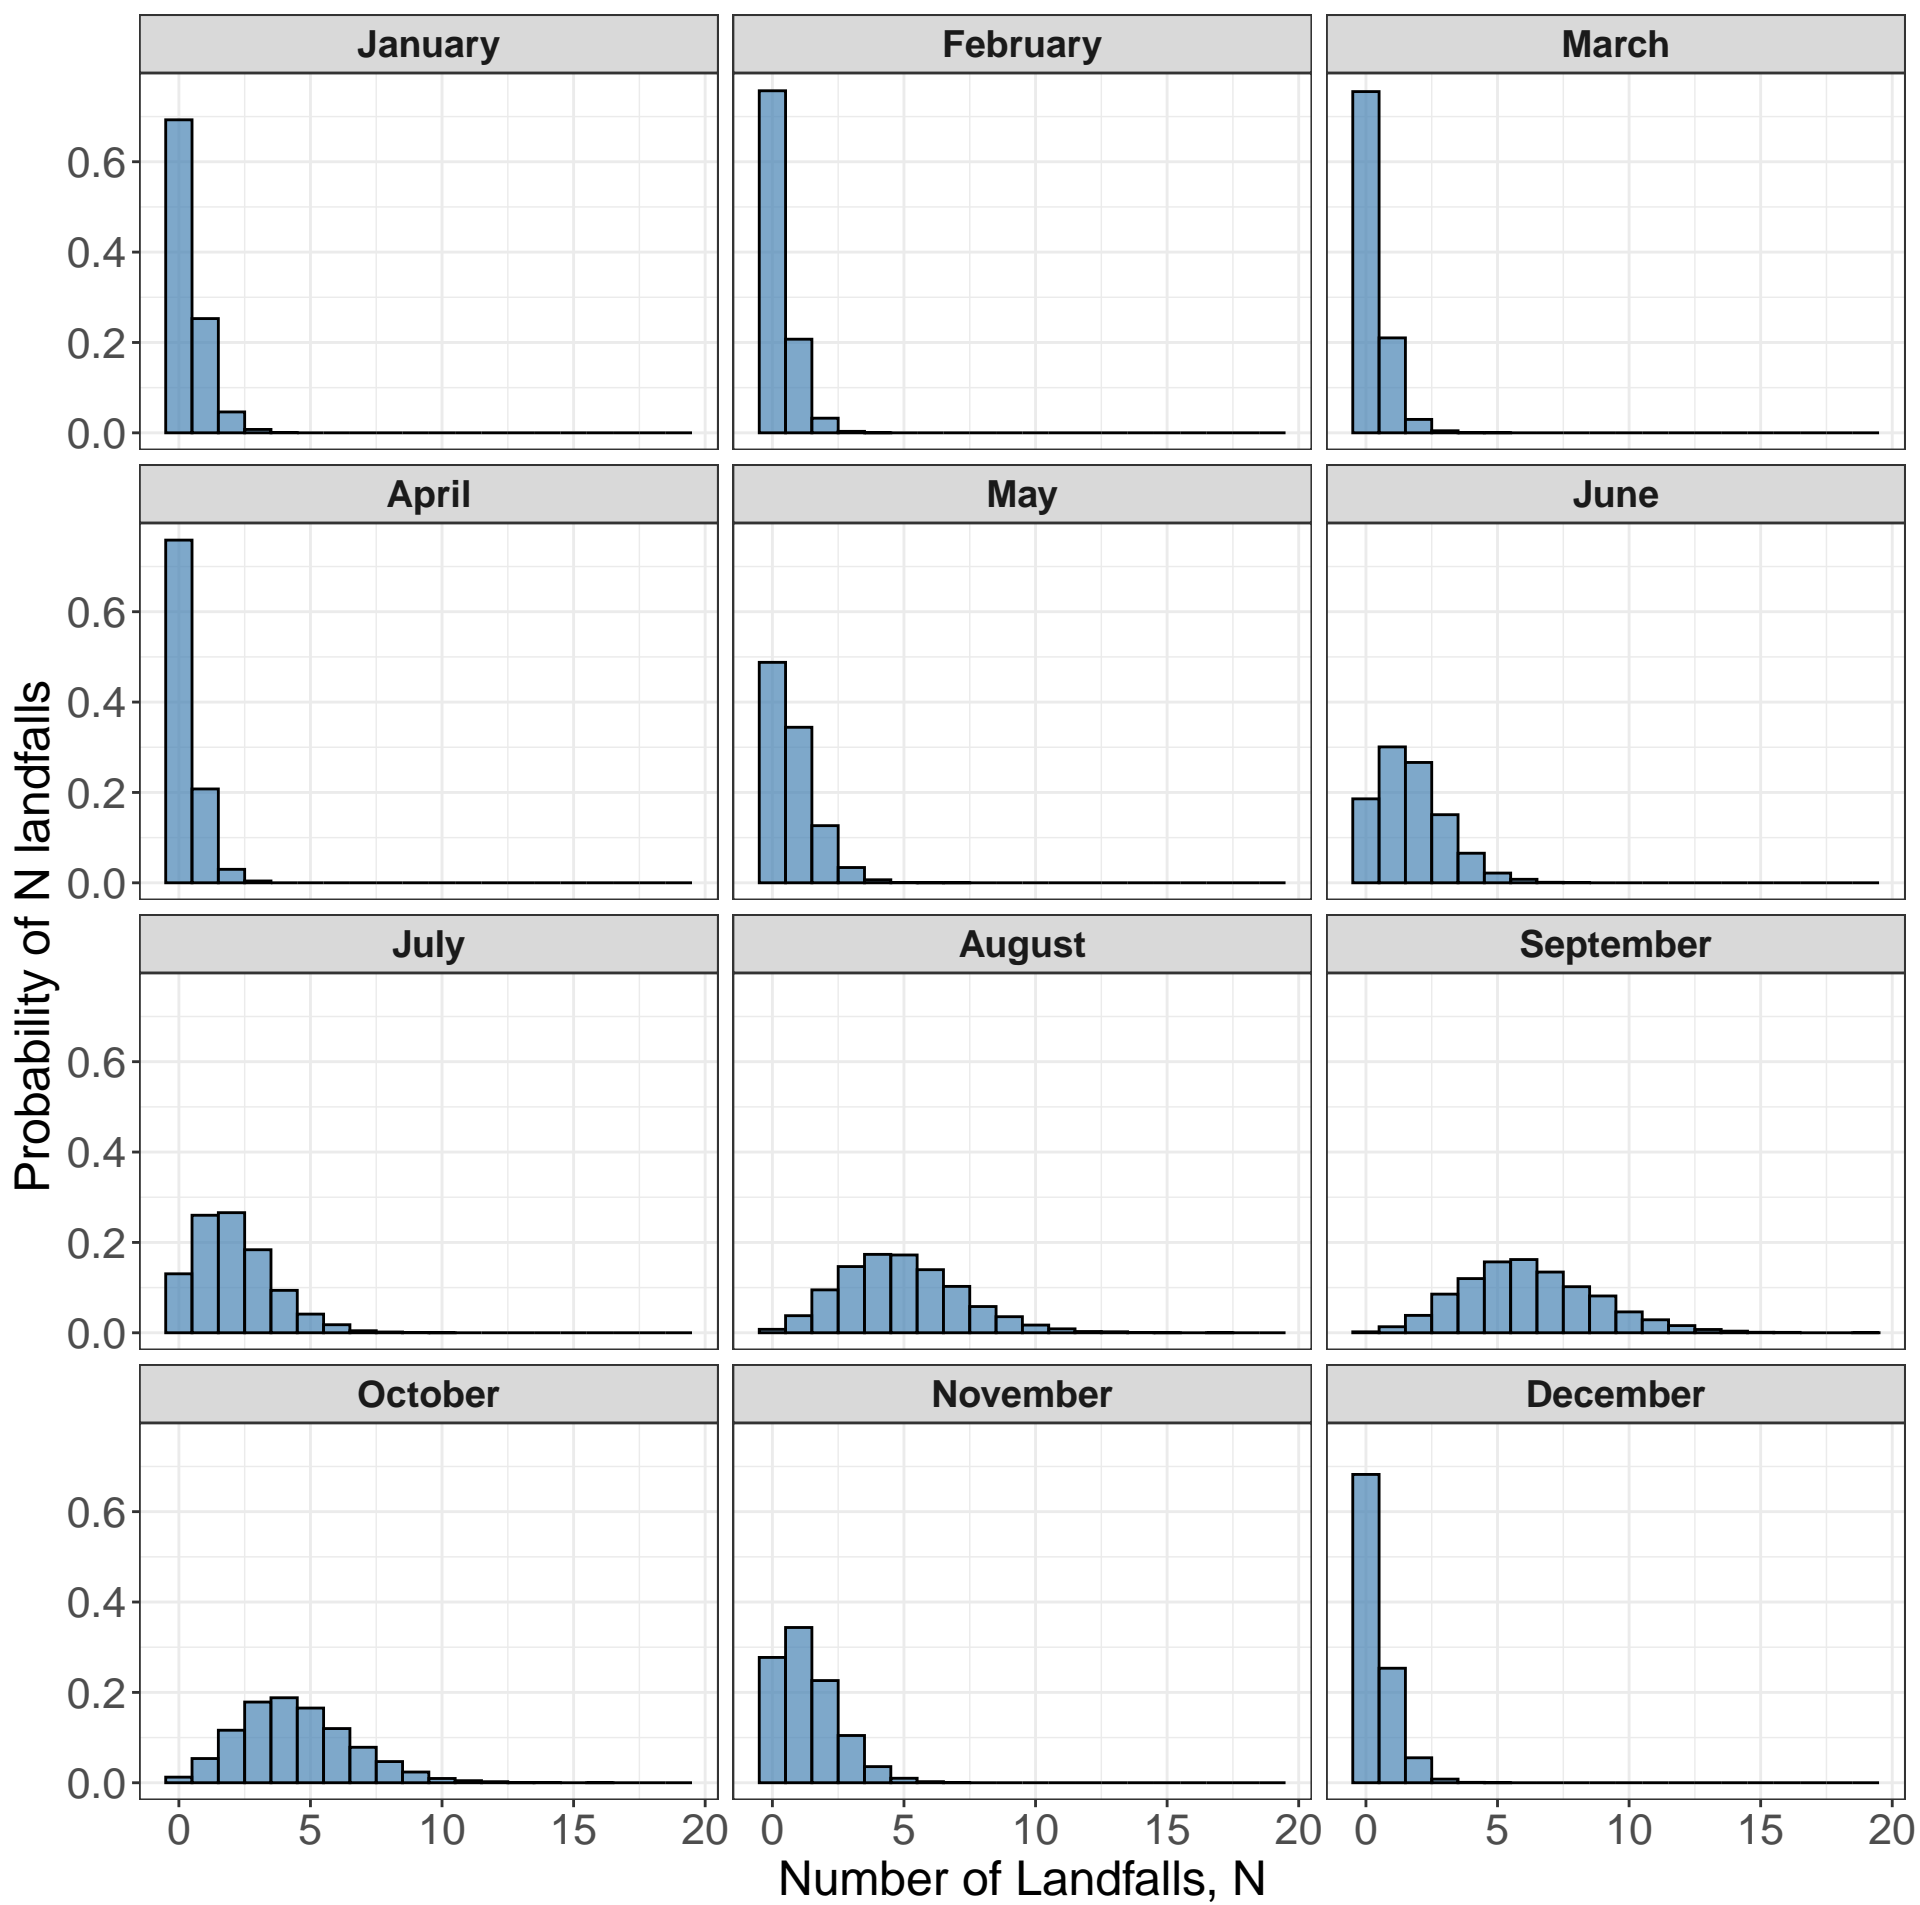 January
February
March
0.6
0.4
0.2
0.0
April
May
June
0.6
0.4
0.2
0.0
July
August
September
0.6
0.4
0.2
0.0
October
November
December
0.6
0.4
0.2
0.0
0 5 10 15 20
0 5 10 15 20
0 5 10 15 20
Number of Landfalls, N
Probability of N landfalls